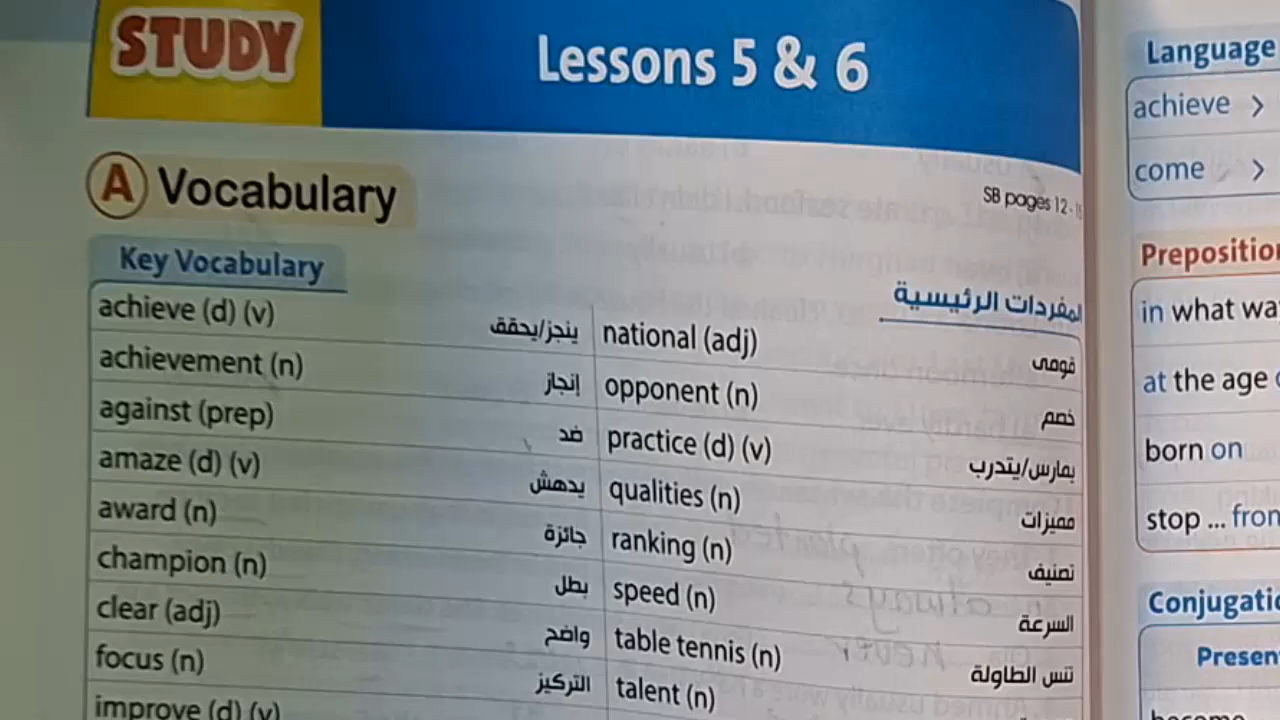 STUDY
Lessons 5 & 6
A Vocabulary
SB pages 12 -
Key Vocabulary
المفردات الرئيسية
achieve (d) (v) ينجز/يحقق
achievement (n) إنجاز
against (prep) ضد
amaze (d) (v) يدهش
award (n) جائزة
champion (n) بطل
clear (adj) واضح
focus (n) التركيز
improve (d) (v)
national (adj) قومى
opponent (n) خصم
practice (d) (v) يمارس/يتدرب
qualities (n) مميزات
ranking (n) تصنيف
speed (n) السرعة
table tennis (n) تنس الطاولة
talent (n)
Language
achieve >
come >
Preposition
in what wa
at the age
born on
stop ... from
Conjugatio
Presen
become